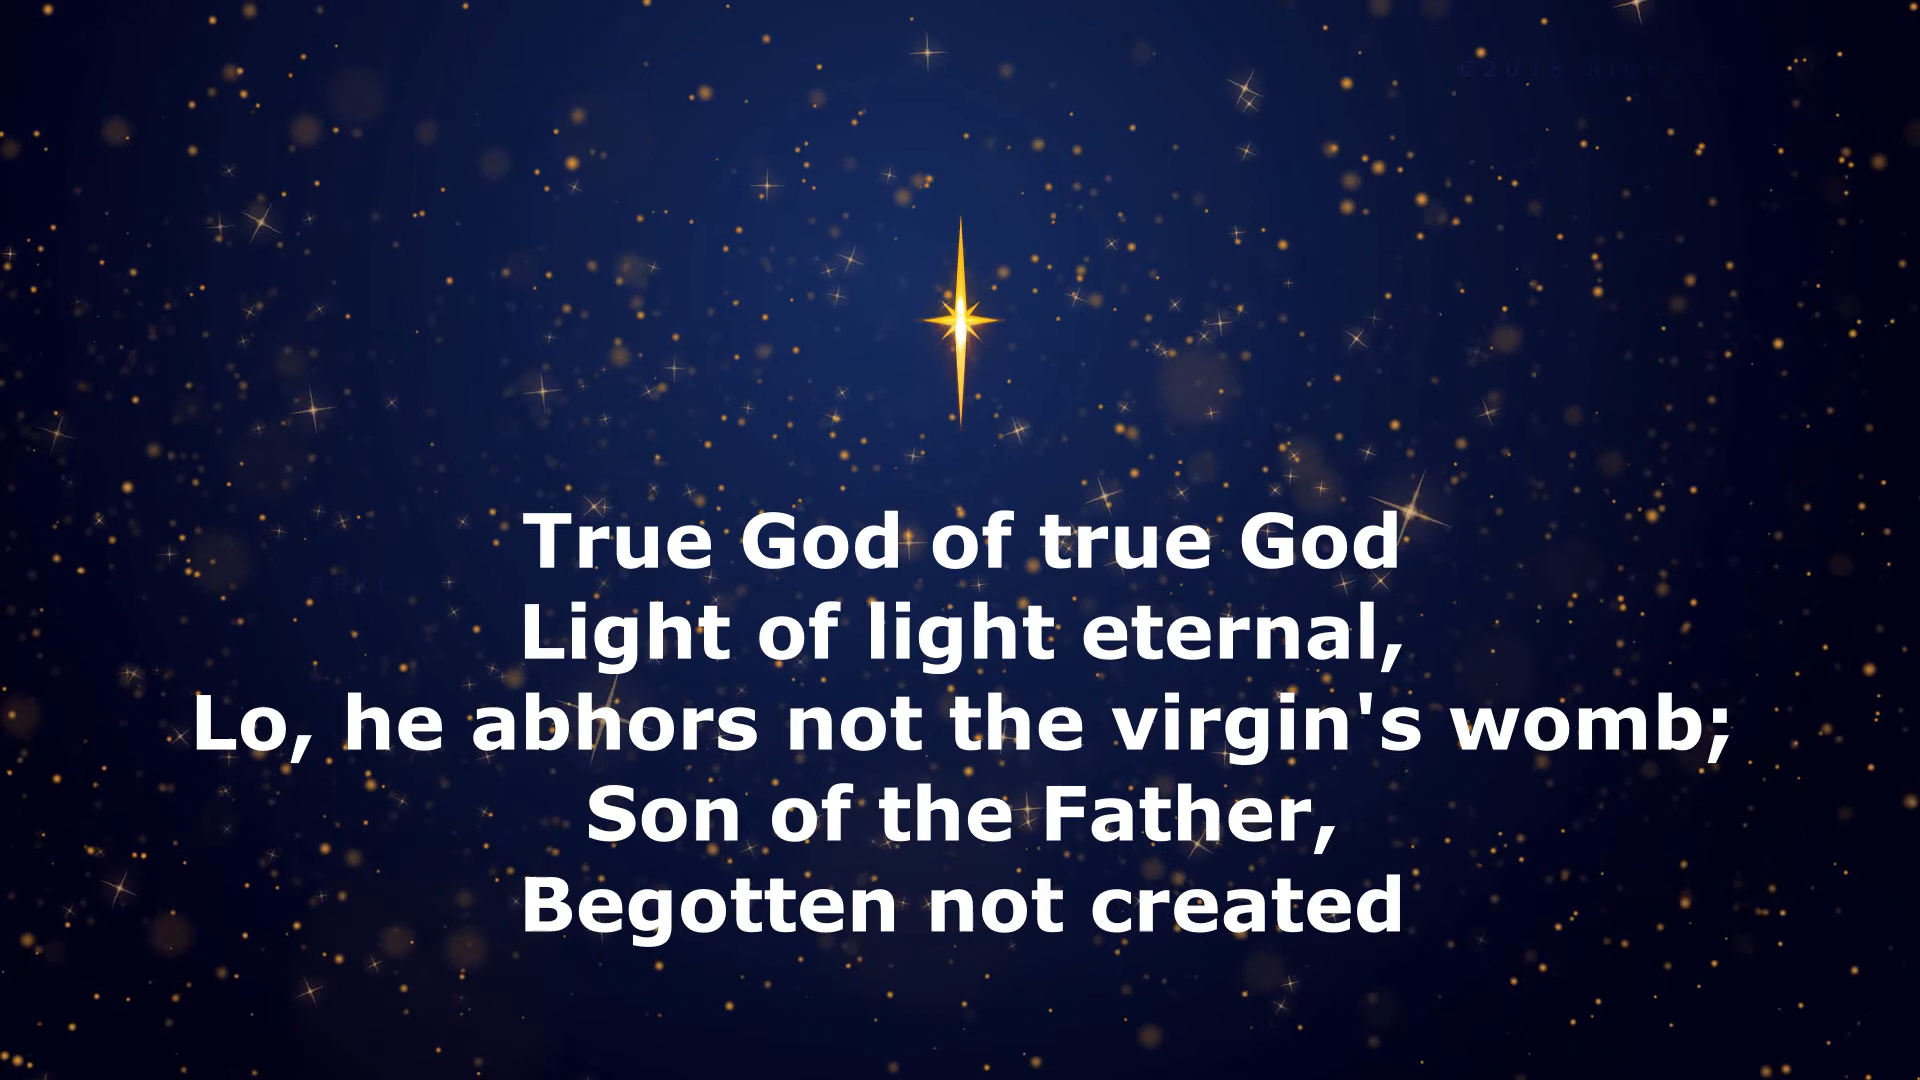 True God of true God
Light of light eternal,
Lo, he abhors not the virgin's womb;
Son of the Father,
Begotten not created